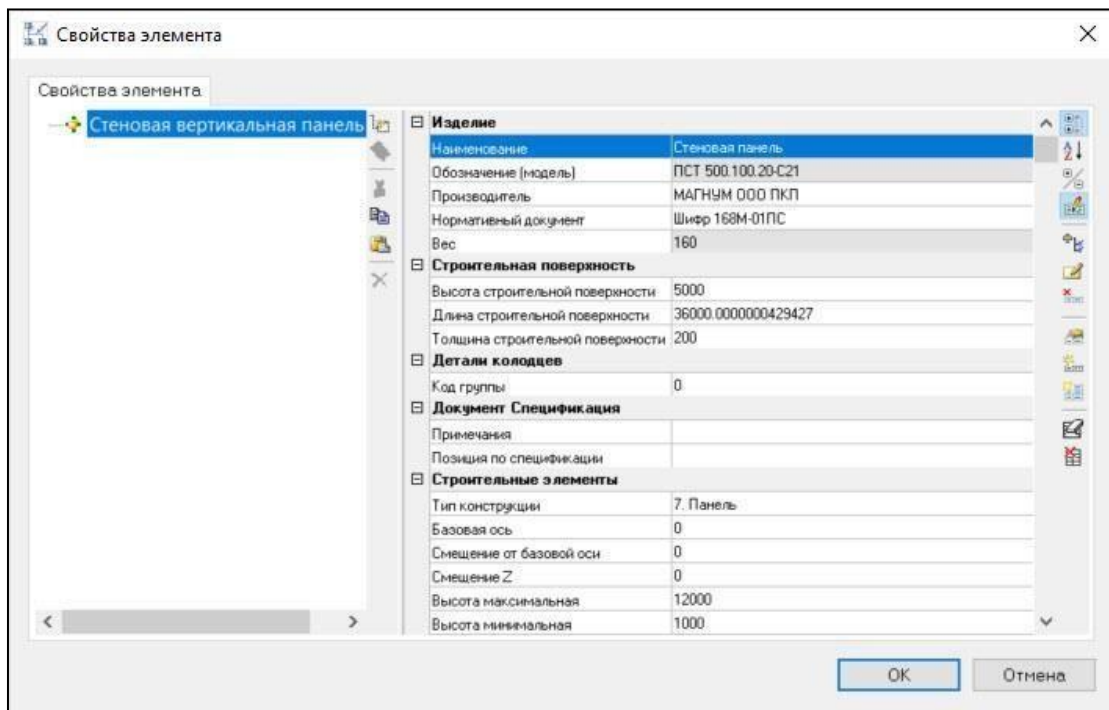 Свойства элемента
Свойства элемента
Стеновая вертикальная панель
Изделие
Наименование Стеновая панель
Обозначение (модель) ПСТ 500.100.20-С21
Производитель МАГНУМ ООО ПКП
Нормативный документ Шифр 168М-01ПС
Вес 160
Строительная поверхность
Высота строительной поверхности 5000
Длина строительной поверхности 36000.0000000429427
Толщина строительной поверхности 200
Детали колодцев
Код группы 0
Документ Спецификация
Примечания
Позиция по спецификации
Строительные элементы
Тип конструкции 7. Панель
Базовая ось 0
Смещение от базовой оси 0
Смещение Z 0
Высота максимальная 12000
Высота минимальная 1000
OK Отмена